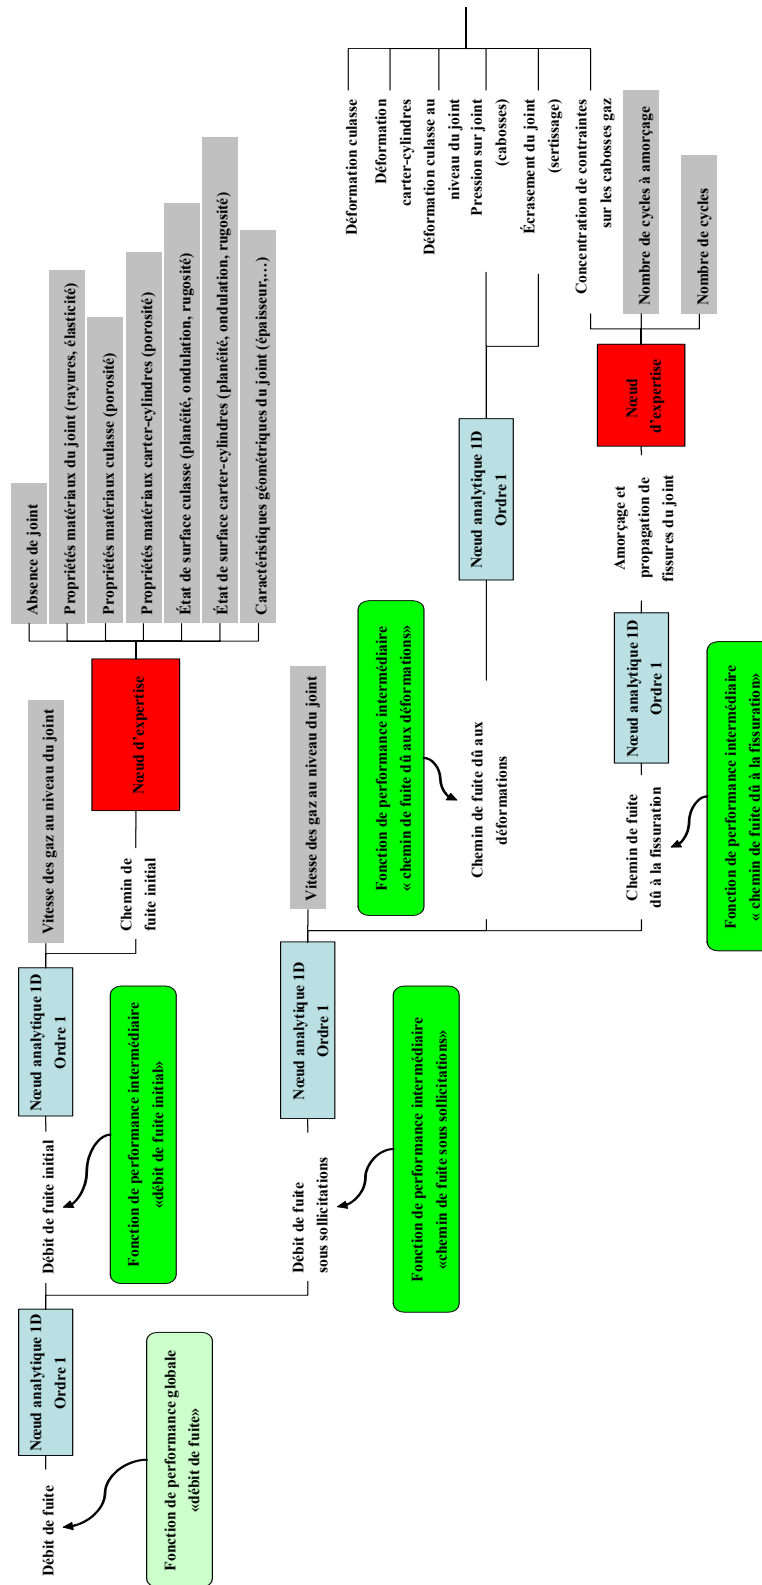 Débit de fuite
Nœud analytique 1D
Ordre 1
Fonction de performance globale
«débit de fuite»
Débit de fuite initial
Nœud analytique 1D
Ordre 1
Fonction de performance intermédiaire
«débit de fuite initial»
Vitesse des gaz au niveau du joint
Chemin de
fuite initial
Nœud d'expertise
Absence de joint
Propriétés matériaux du joint (rayures, élasticité)
Propriétés matériaux culasse (porosité)
Propriétés matériaux carter-cylindres (porosité)
État de surface culasse (planéité, ondulation, rugosité)
État de surface carter-cylindres (planéité, ondulation, rugosité)
Caractéristiques géométriques du joint (épaisseur,…)
Débit de fuite
sous sollicitations
Nœud analytique 1D
Ordre 1
Fonction de performance intermédiaire
«chemin de fuite sous sollicitations»
Vitesse des gaz au niveau du joint
Fonction de performance intermédiaire
« chemin de fuite dû aux déformations»
Chemin de fuite dû aux
déformations
Nœud analytique 1D
Ordre 1
Déformation culasse
Déformation
carter-cylindres
Déformation culasse au
niveau du joint
Pression sur joint
(cabosses)
Écrasement du joint
(sertissage)
Concentration de contraintes
sur les cabosses gaz
Chemin de fuite
dû à la fissuration
Fonction de performance intermédiaire
« chemin de fuite dû à la fissuration»
Nœud analytique 1D
Ordre 1
Amorçage et
propagation de
fissures du joint
Nœud
d'expertise
Nombre de cycles à amorçage
Nombre de cycles